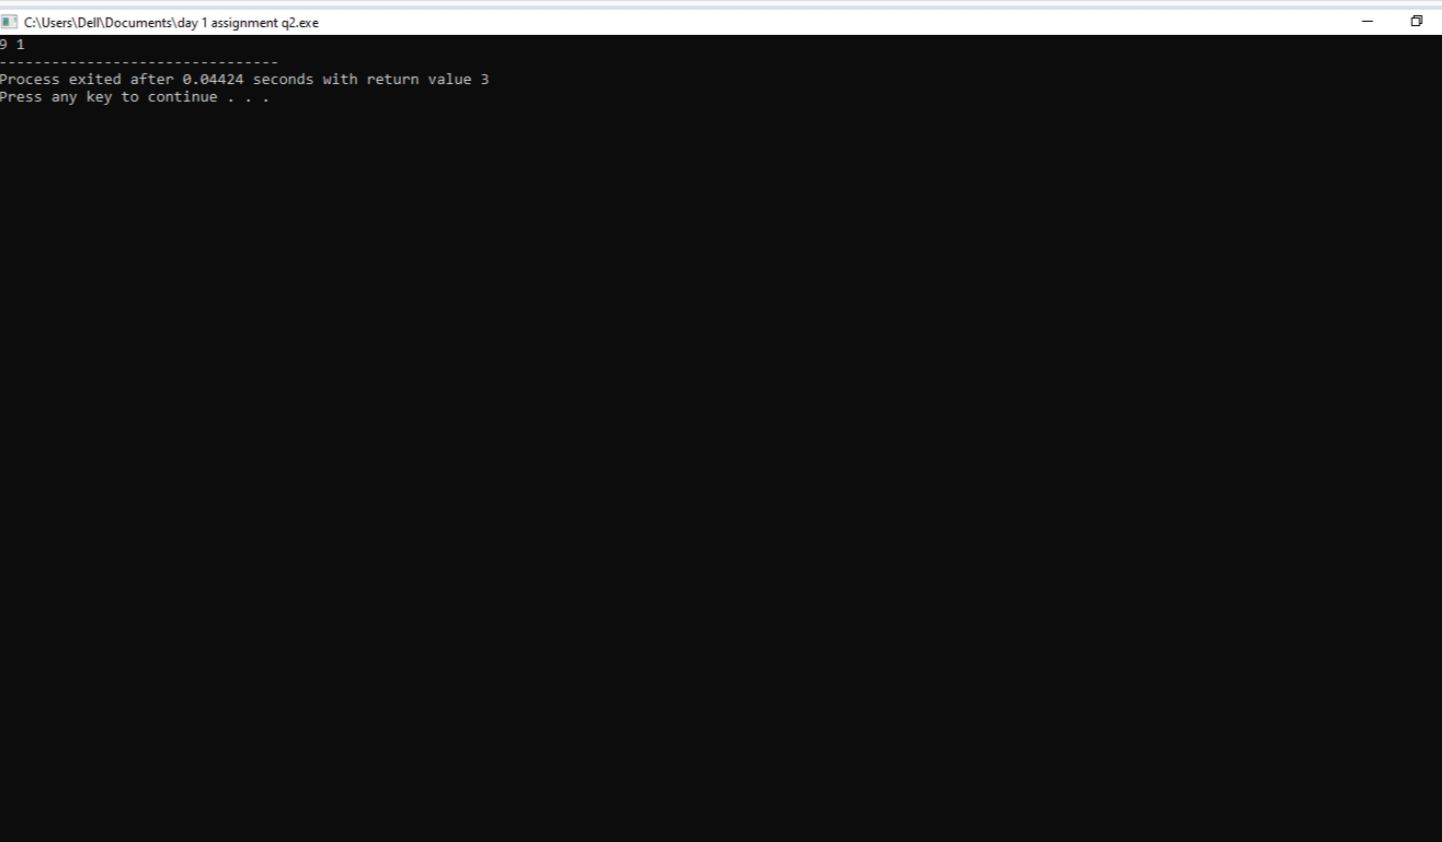 C:\Users\Dell\Documents\day 1 assignment q2.exe
9 1
--------------------------------
Process exited after 0.04424 seconds with return value 3
Press any key to continue . . .